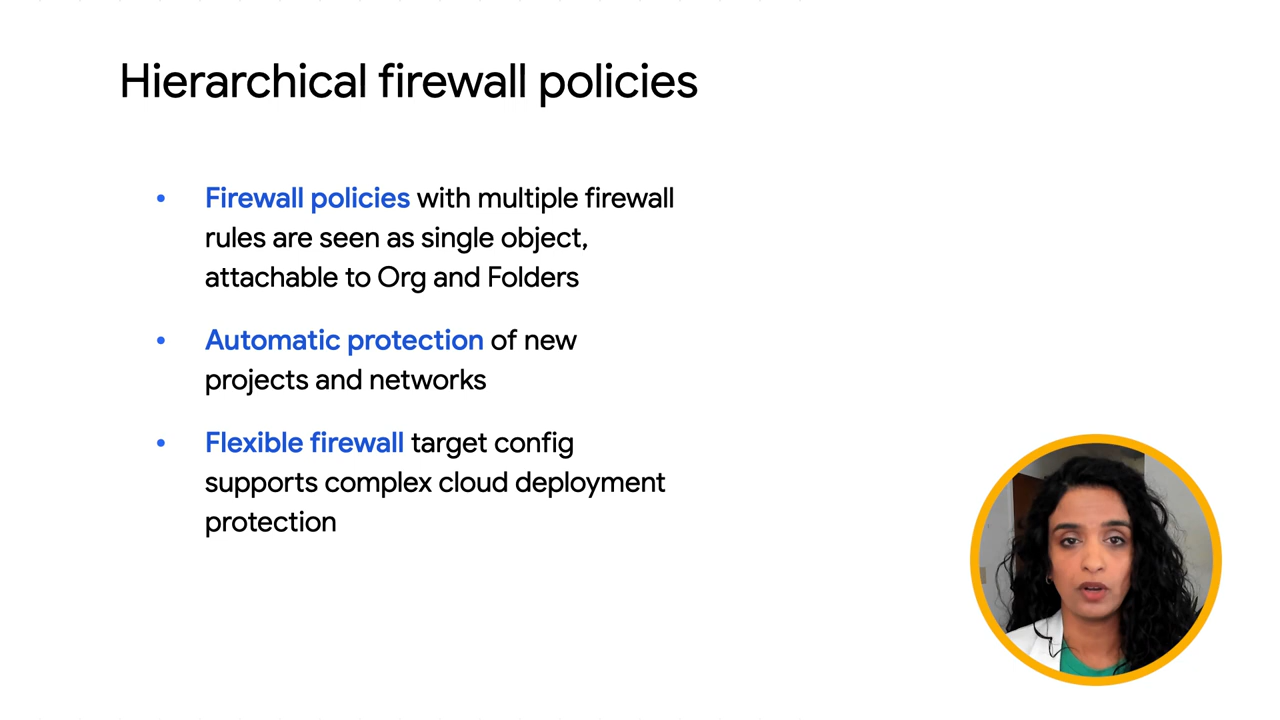 Hierarchical firewall policies
• Firewall policies with multiple firewall
rules are seen as single object,
attachable to Org and Folders
• Automatic protection of new
projects and networks
• Flexible firewall target config
supports complex cloud deployment
protection